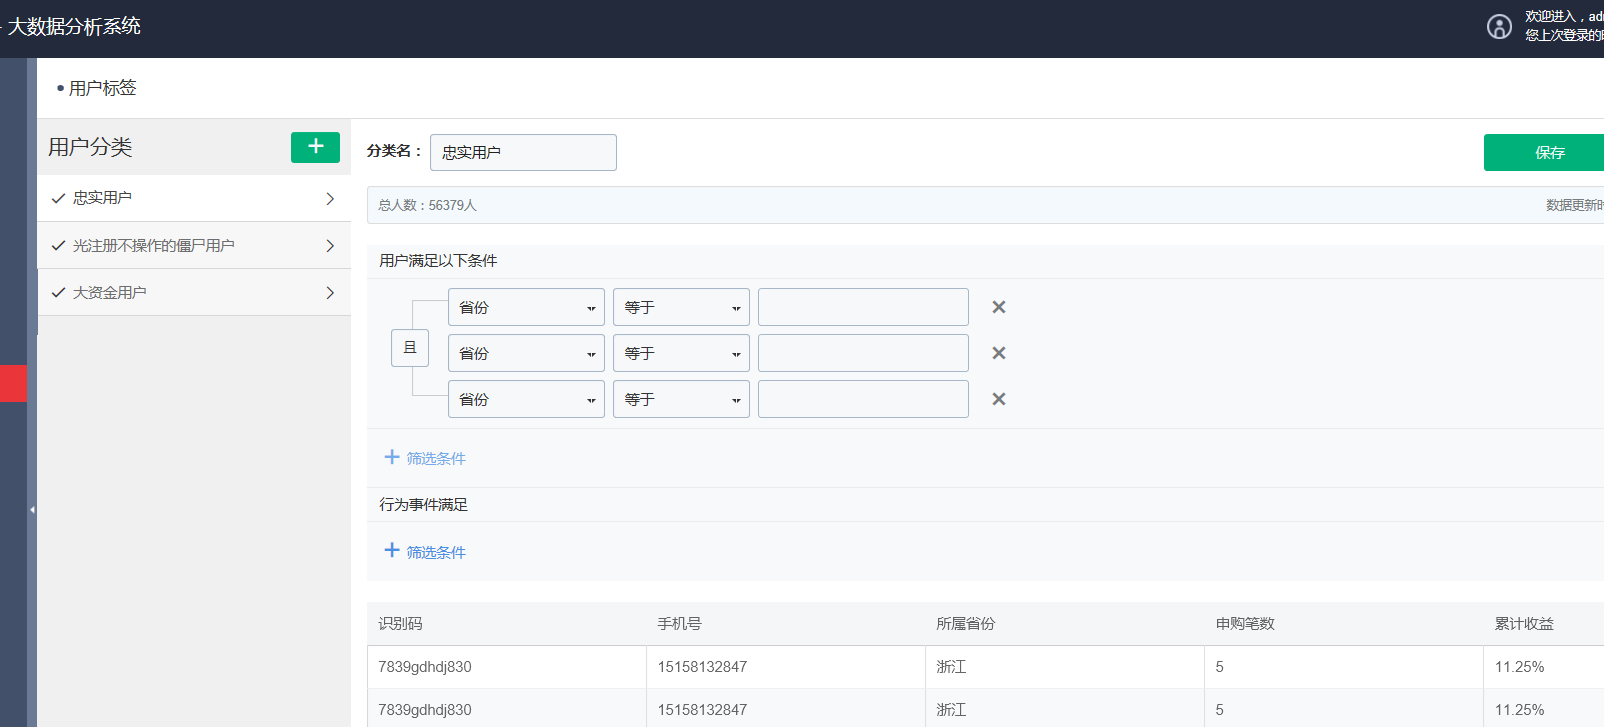 大数据分析系统
欢迎进入，adm
您上次登录的
用户标签
用户分类
+
分类名：
忠实用户
保存
忠实用户
总人数：56379人
数据更新
光注册不操作的僵尸用户
用户满足以下条件
大资金用户
省份 等于
且
省份 等于
省份 等于
+ 筛选条件
行为事件满足
+ 筛选条件
识别码 手机号 所属省份 申购笔数 累计收益
7839gdhdj830 15158132847 浙江 5 11.25%
7839gdhdj830 15158132847 浙江 5 11.25%